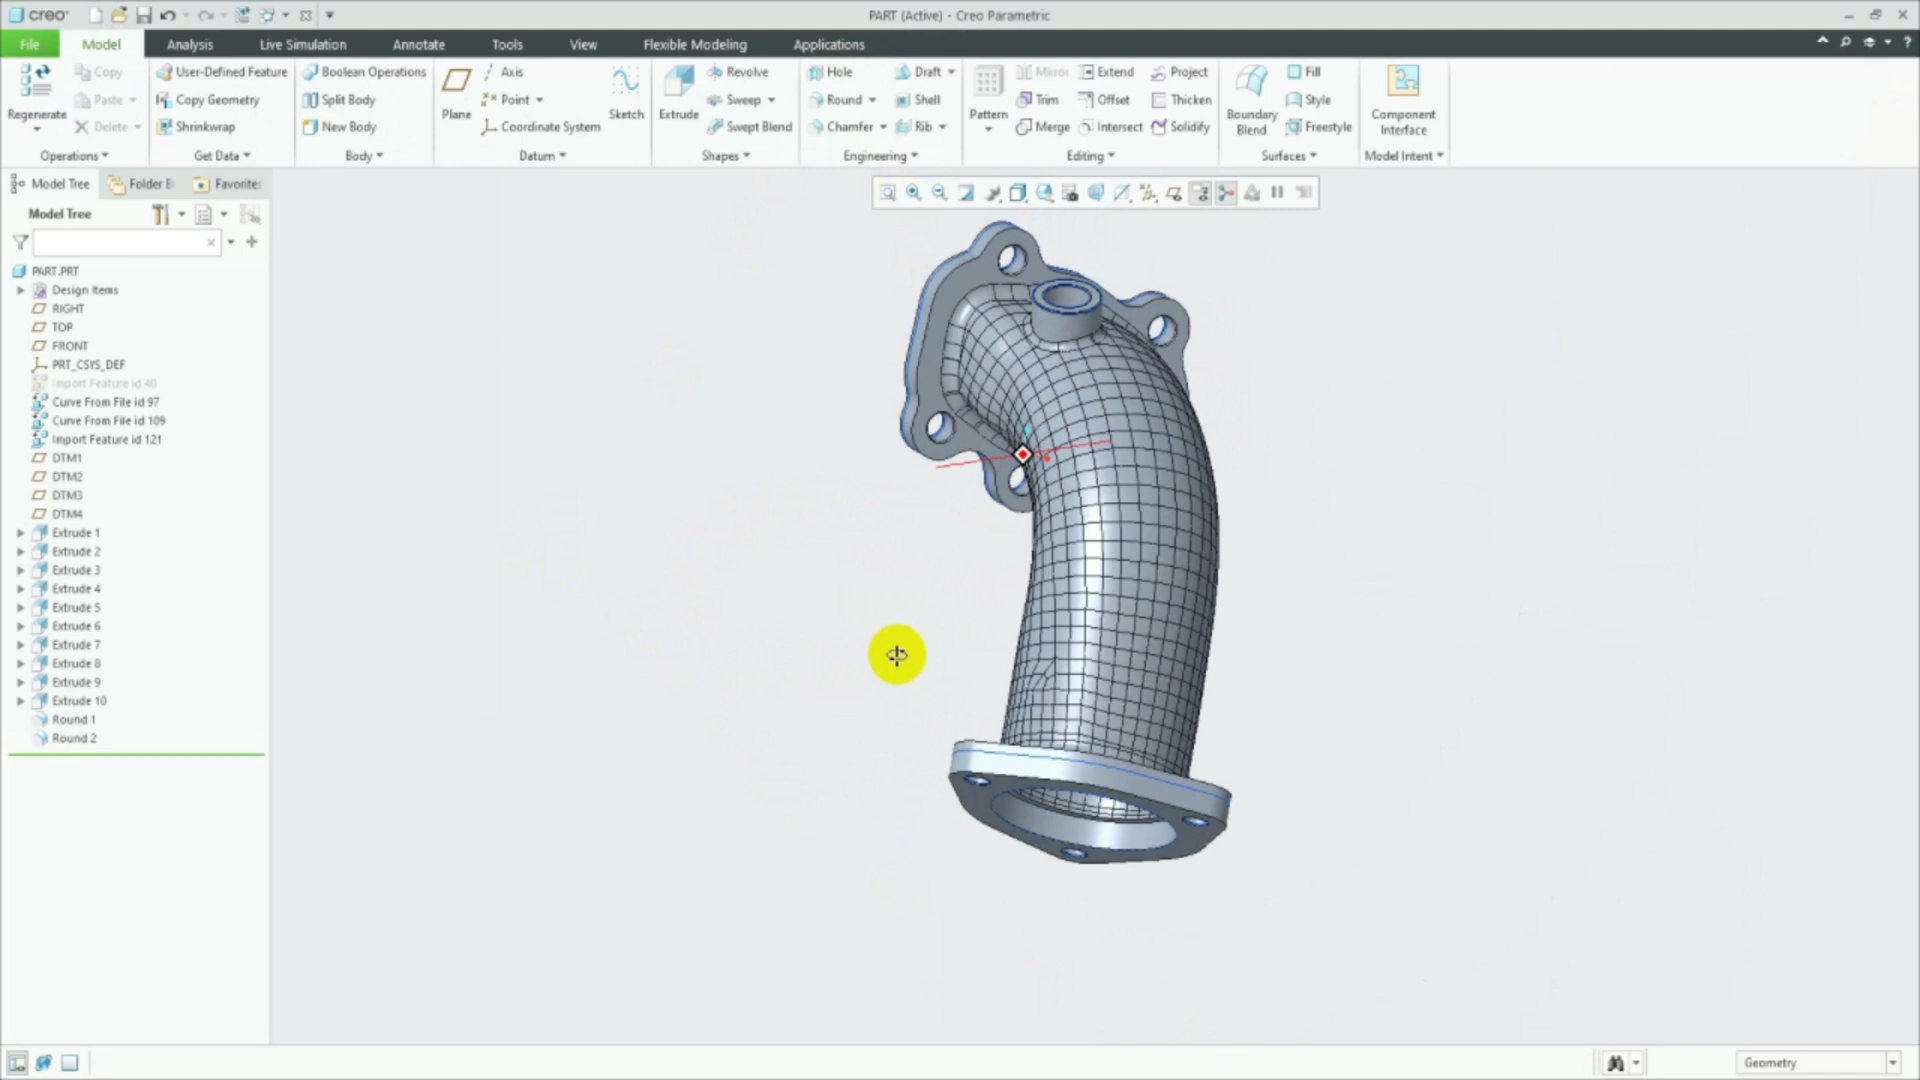 creo PART (Active) - Creo Parametric
File Model Analysis Live Simulation Annotate Tools View Flexible Modeling Applications
Copy User-Defined Feature Boolean Operations Axis Revolve Hole Draft Mirror Extend Project Fill
Regenerate Paste Copy Geometry Split Body Plane Point Sketch Extrude Sweep Round Shell Pattern Trim Offset Thicken Boundary Blend Style Component Interface
Delete Shrinkwrap New Body Coordinate System Swept Blend Chamfer Rib Merge Intersect Solidify Freestyle
Operations Get Data Body Datum Shapes Engineering Editing Surfaces Model Intent
Model Tree Folder B Favorite:
Model Tree
PART.PRT
Design Items
RIGHT
TOP
FRONT
PRT_CSYS_DEF
Import Feature id 40
Curve From File id 97
Curve From File id 109
Import Feature id 121
DTM1
DTM2
DTM3
DTM4
Extrude 1
Extrude 2
Extrude 3
Extrude 4
Extrude 5
Extrude 6
Extrude 7
Extrude 8
Extrude 9
Extrude 10
Round 1
Round 2
Geometry